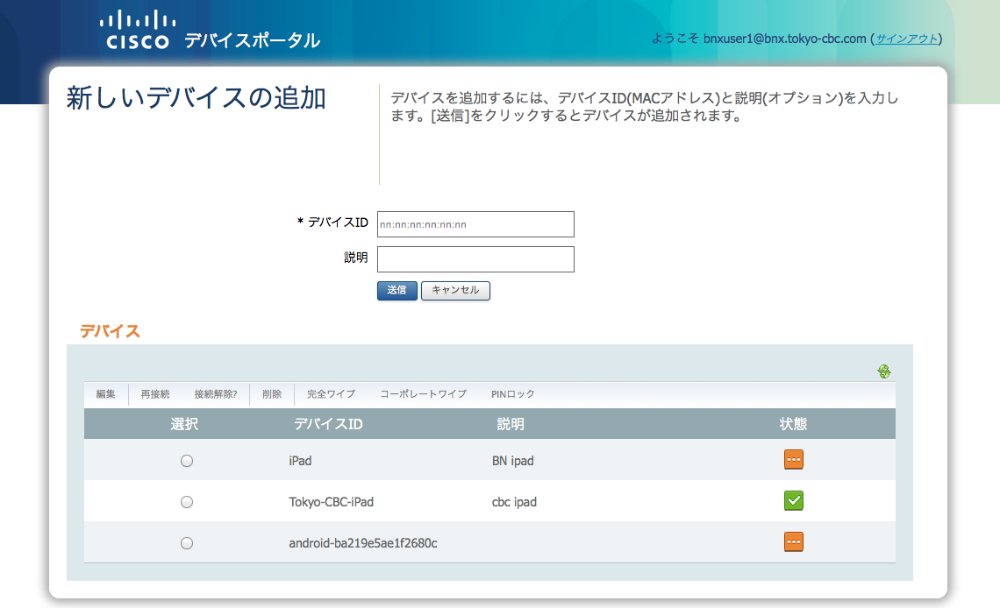 CISCO デバイスポータル
ようこそ bnxuser1@bnx.tokyo-cbc.com (サインアウト)
新しいデバイスの追加
デバイスを追加するには、デバイスID(MACアドレス)と説明(オプション)を入力し
ます。[送信]をクリックするとデバイスが追加されます。
* デバイスID nn:nn:nn:nn:nn:nn
説明
送信 キャンセル
デバイス
編集 再接続 接続解除? 削除 完全ワイプ コーポレートワイプ PINロック
選択 デバイスID 説明 状態
iPad BN ipad
Tokyo-CBC-iPad cbc ipad
android-ba219e5ae1f2680c